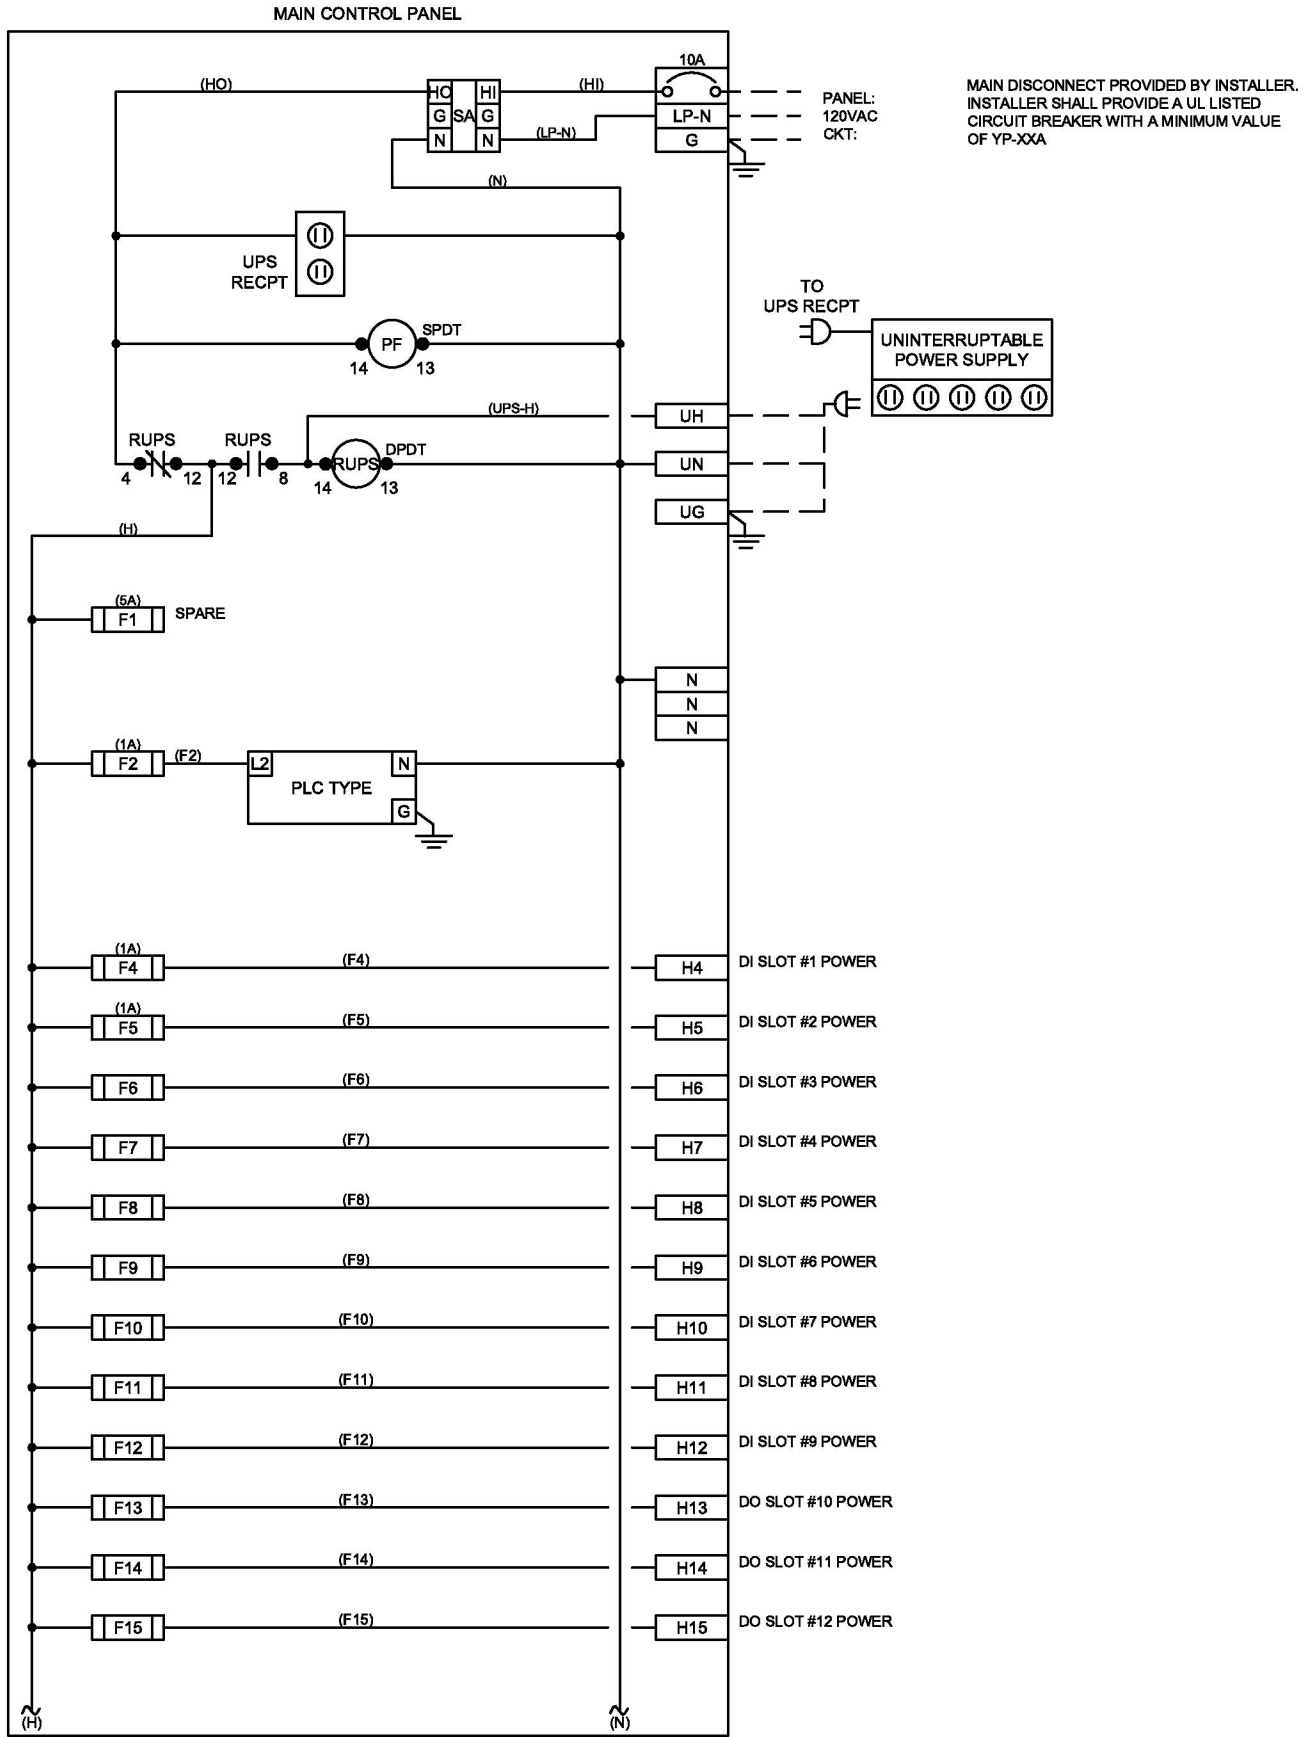 MAIN CONTROL PANEL
10A
(HO)
HO
HI
(HI)
G
SA
G
LP-N
N
N
(LP-N)
G
PANEL:
120VAC
CKT:
MAIN DISCONNECT PROVIDED BY INSTALLER.
INSTALLER SHALL PROVIDE A UL LISTED
CIRCUIT BREAKER WITH A MINIMUM VALUE
OF YP-XXA
(N)
UPS
RECPT
TO
UPS RECPT
UNINTERRUPTABLE
POWER SUPPLY
PF
SPDT
14
13
(UPS-H)
UH
RUPS
4
12
RUPS
12
8
RUPS
DPDT
14
13
UN
UG
(H)
(5A)
F1
SPARE
N
N
N
(1A)
F2
(F2)
L2
N
PLC TYPE
G
(1A)
F4
(F4)
H4
DI SLOT #1 POWER
(1A)
F5
(F5)
H5
DI SLOT #2 POWER
F6
(F6)
H6
DI SLOT #3 POWER
F7
(F7)
H7
DI SLOT #4 POWER
F8
(F8)
H8
DI SLOT #5 POWER
F9
(F9)
H9
DI SLOT #6 POWER
F10
(F10)
H10
DI SLOT #7 POWER
F11
(F11)
H11
DI SLOT #8 POWER
F12
(F12)
H12
DI SLOT #9 POWER
F13
(F13)
H13
DO SLOT #10 POWER
F14
(F14)
H14
DO SLOT #11 POWER
F15
(F15)
H15
DO SLOT #12 POWER
(H)
(N)